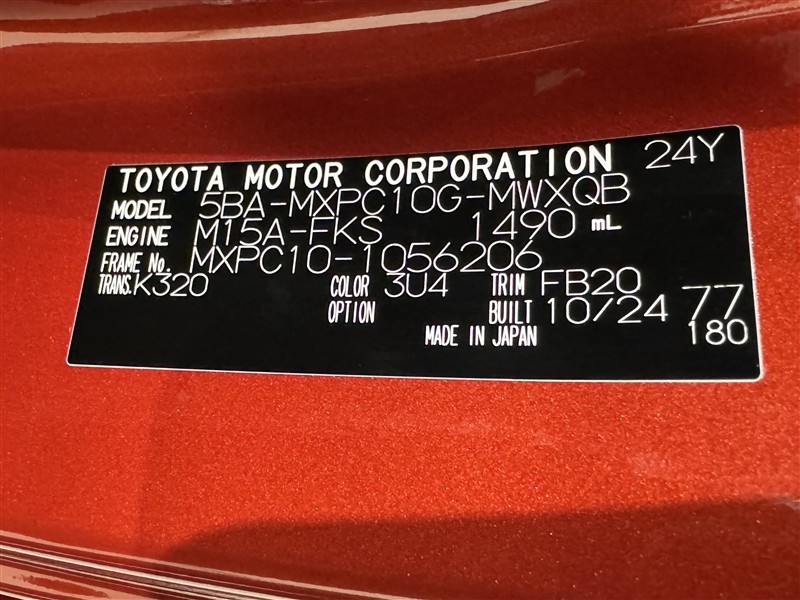 TOYOTA MOTOR CORPORATION 24Y
MODEL 5BA-MXPC10G-MWXQB
ENGINE M15A-FKS 1490 mL
FRAME No. MXPC10-1056206
TRANS. K320 COLOR 3U4 TRIM FB20
OPTION BUILT 10/24 77
MADE IN JAPAN 180